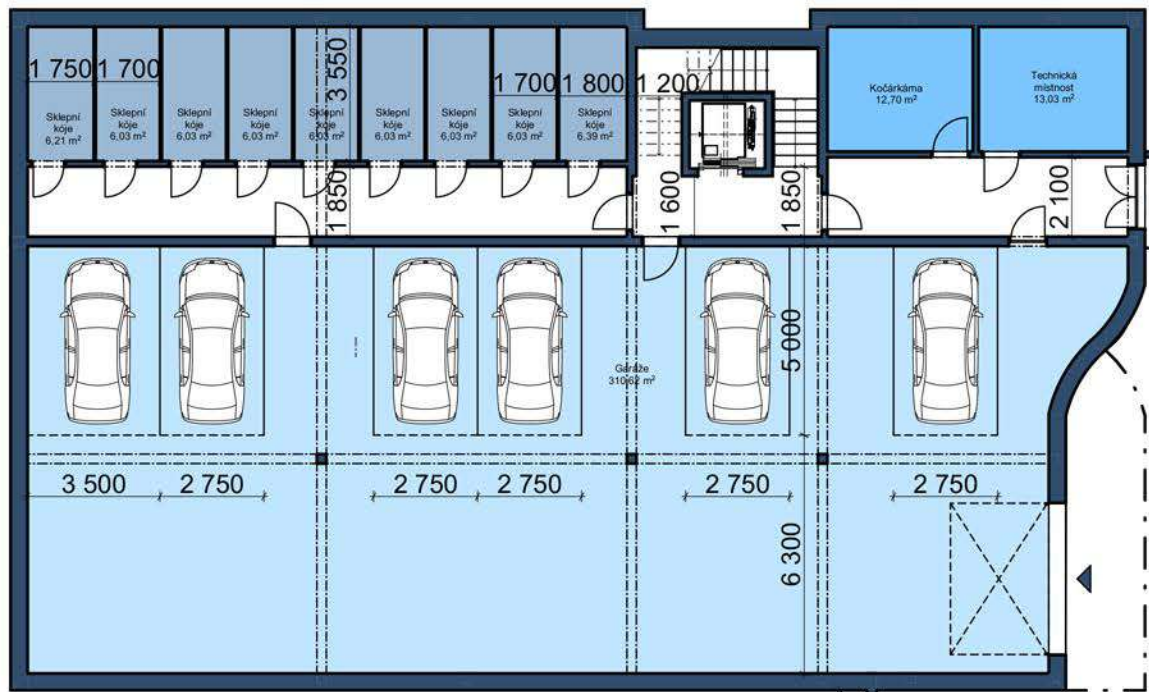 1 750
1 700
3 550
1 700
1 800
1 200
Sklepní
kóje
6,21 m²
Sklepní
kóje
6,03 m²
Sklepní
kóje
6,03 m²
Sklepní
kóje
6,03 m²
Sklepní
kóje
6,03 m²
Sklepní
kóje
6,03 m²
Sklepní
kóje
6,03 m²
Sklepní
kóje
6,03 m²
Sklepní
kóje
6,39 m²
Kočárkárna
12,70 m²
Technická
místnost
13,03 m²
1 850
1 600
1 850
2 100
5 000
Garáže
310,62 m²
3 500
2 750
2 750
2 750
2 750
2 750
6 300